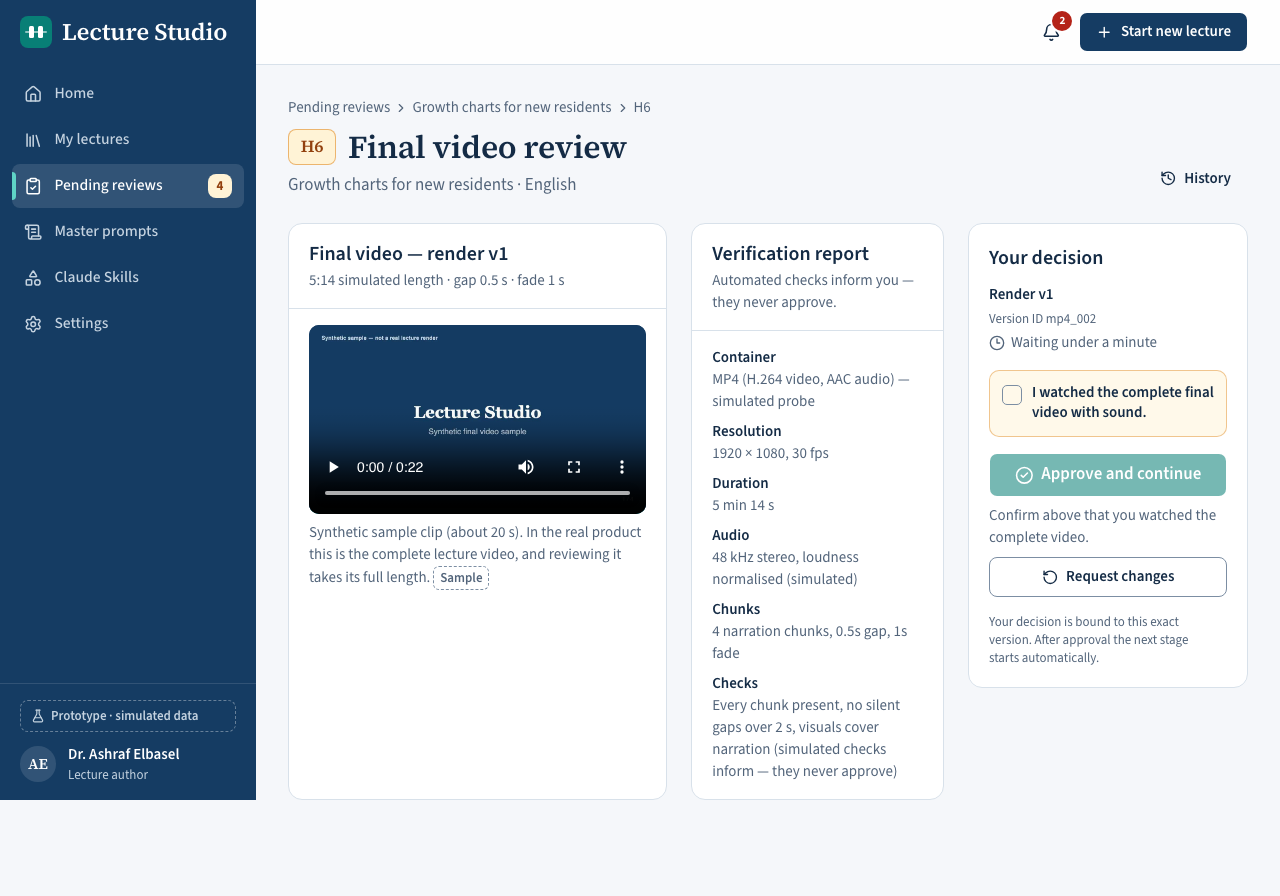 Lecture Studio
Home
My lectures
Pending reviews
4
Master prompts
Claude Skills
Settings
Prototype · simulated data
AE
Dr. Ashraf Elbasel
Lecture author
2
Start new lecture
Pending reviews
Growth charts for new residents
H6
H6
Final video review
Growth charts for new residents · English
History
Final video — render v1
5:14 simulated length · gap 0.5 s · fade 1 s
Synthetic sample — not a real lecture render
Lecture Studio
Synthetic final video sample
0:00 / 0:22
Synthetic sample clip (about 20 s). In the real product
this is the complete lecture video, and reviewing it
takes its full length. Sample
Verification report
Automated checks inform you —
they never approve.
Container
MP4 (H.264 video, AAC audio) —
simulated probe
Resolution
1920 × 1080, 30 fps
Duration
5 min 14 s
Audio
48 kHz stereo, loudness
normalised (simulated)
Chunks
4 narration chunks, 0.5s gap, 1s
fade
Checks
Every chunk present, no silent
gaps over 2 s, visuals cover
narration (simulated checks
inform — they never approve)
Your decision
Render v1
Version ID mp4_002
Waiting under a minute
I watched the complete final
video with sound.
Approve and continue
Confirm above that you watched the
complete video.
Request changes
Your decision is bound to this exact
version. After approval the next stage
starts automatically.